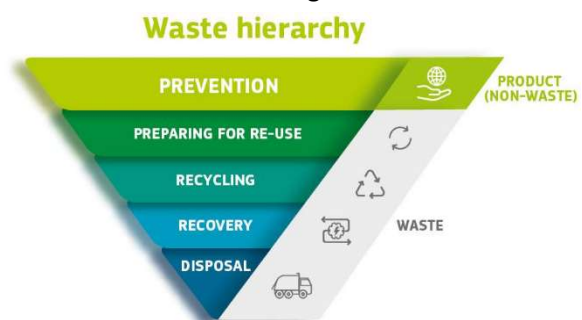 Waste hierarchy
PREVENTION
PRODUCT
(NON-WASTE)
PREPARING FOR RE-USE
RECYCLING
RECOVERY
WASTE
DISPOSAL